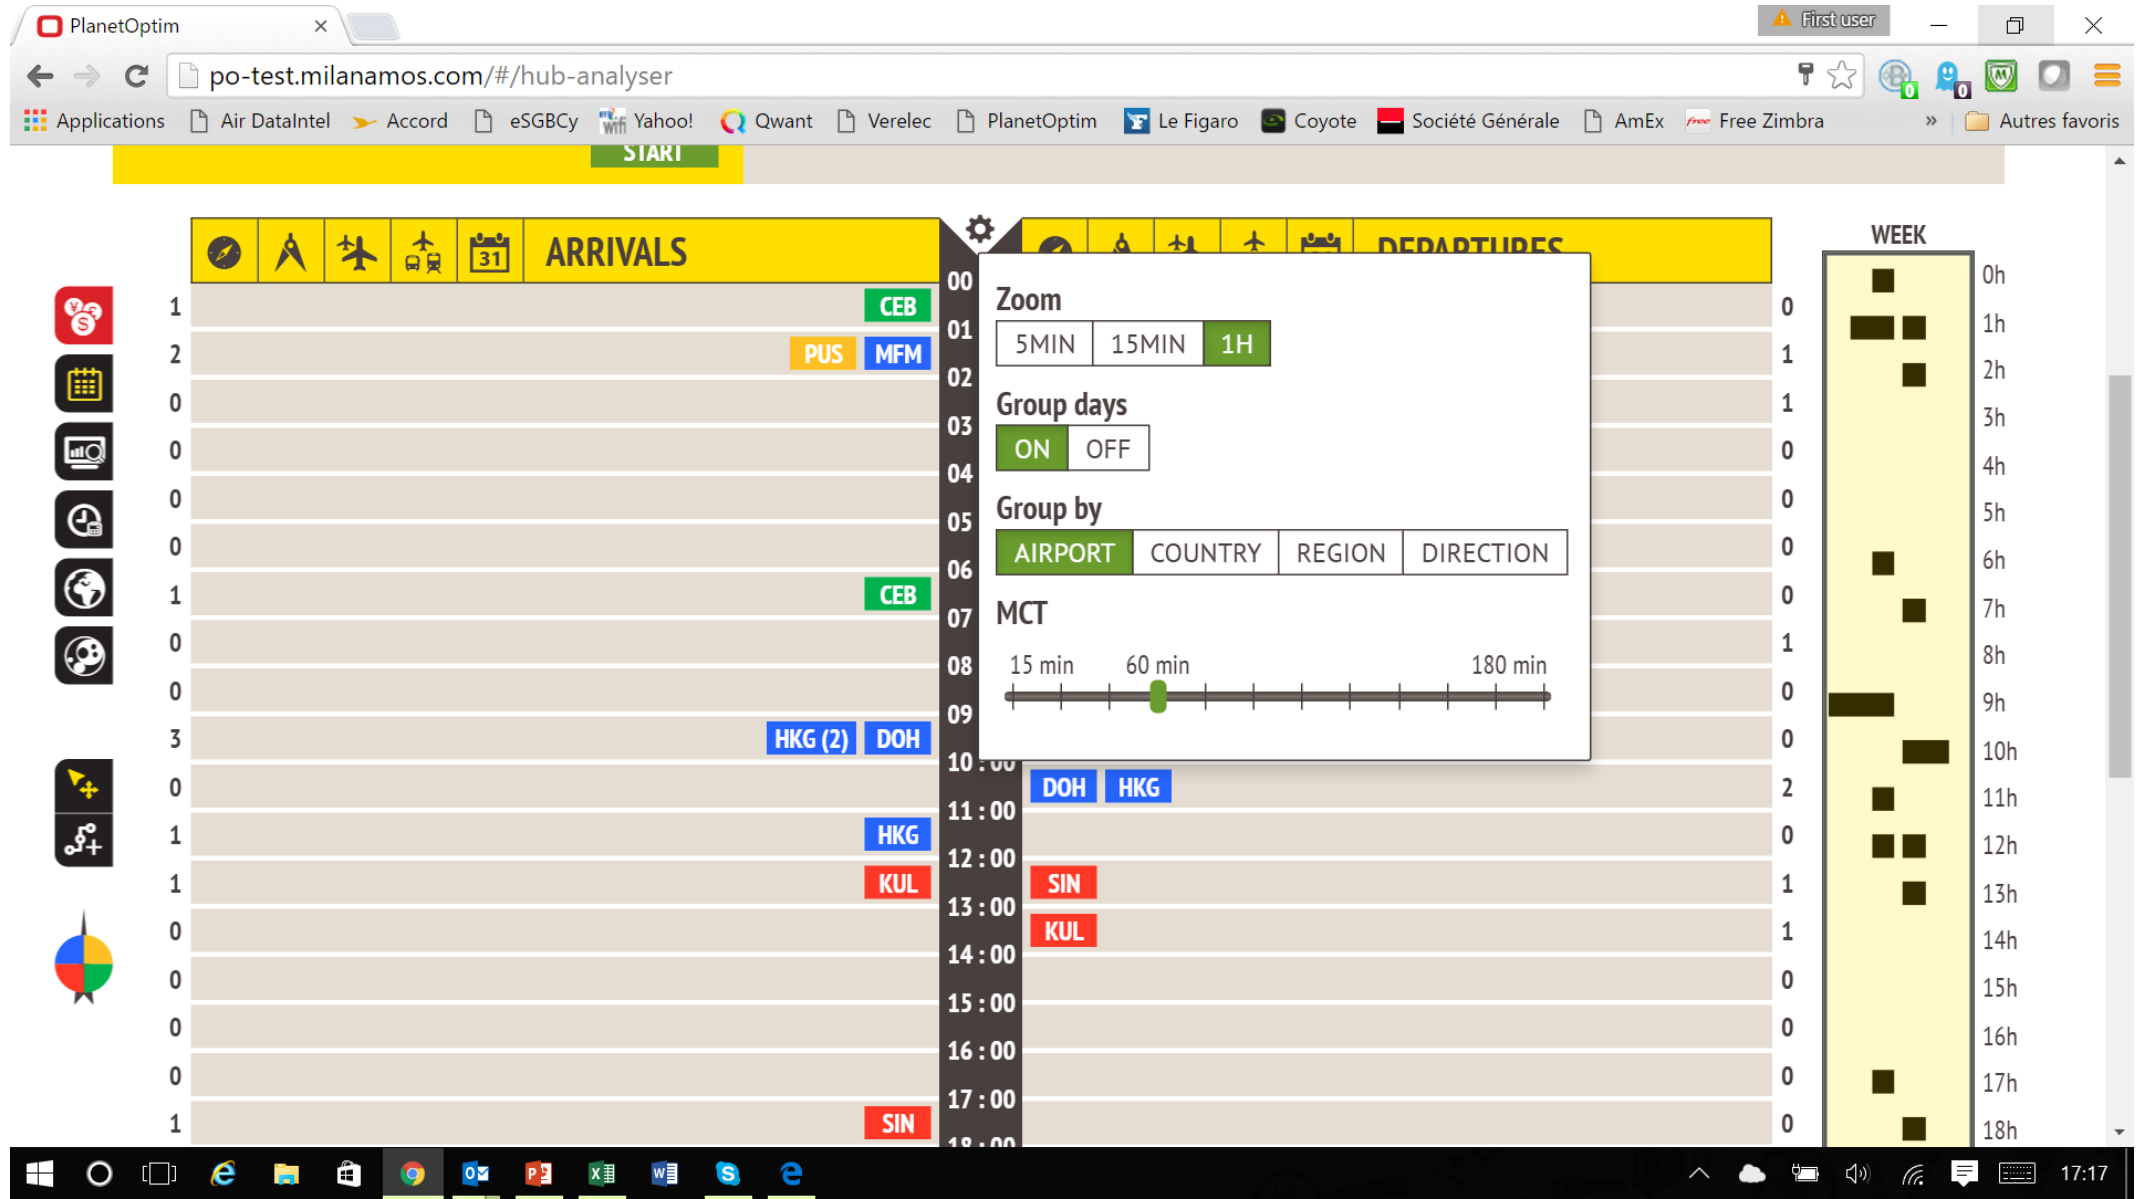 PlanetOptim
First user
po-test.milanamos.com/#/hub-analyser
Applications Air DataIntel Accord eSGBCy Yahoo! Qwant Verelec PlanetOptim Le Figaro Coyote Société Générale AmEx Free Zimbra » Autres favoris
START
31 ARRIVALS
DEPARTURES
WEEK
00
0h
1 CEB
Zoom
0
01
1h
5MIN 15MIN 1H
2 PUS MFM
1
02
2h
0
Group days
1
03
3h
0
ON OFF
0
04
4h
0
Group by
0
05
5h
0
AIRPORT COUNTRY REGION DIRECTION
0
06
6h
1 CEB
0
07
MCT
7h
0
1
08
15 min 60 min 180 min
8h
0
0
09
9h
3 HKG (2) DOH
0
10:00
10h
0 DOH HKG 2
11:00
11h
1 HKG 0
12:00
12h
1 KUL SIN 1
13:00
13h
0 KUL 1
14:00
14h
0 0
15:00
15h
0 0
16:00
16h
0 0
17:00
17h
1 SIN 0
18:00
18h
17:17